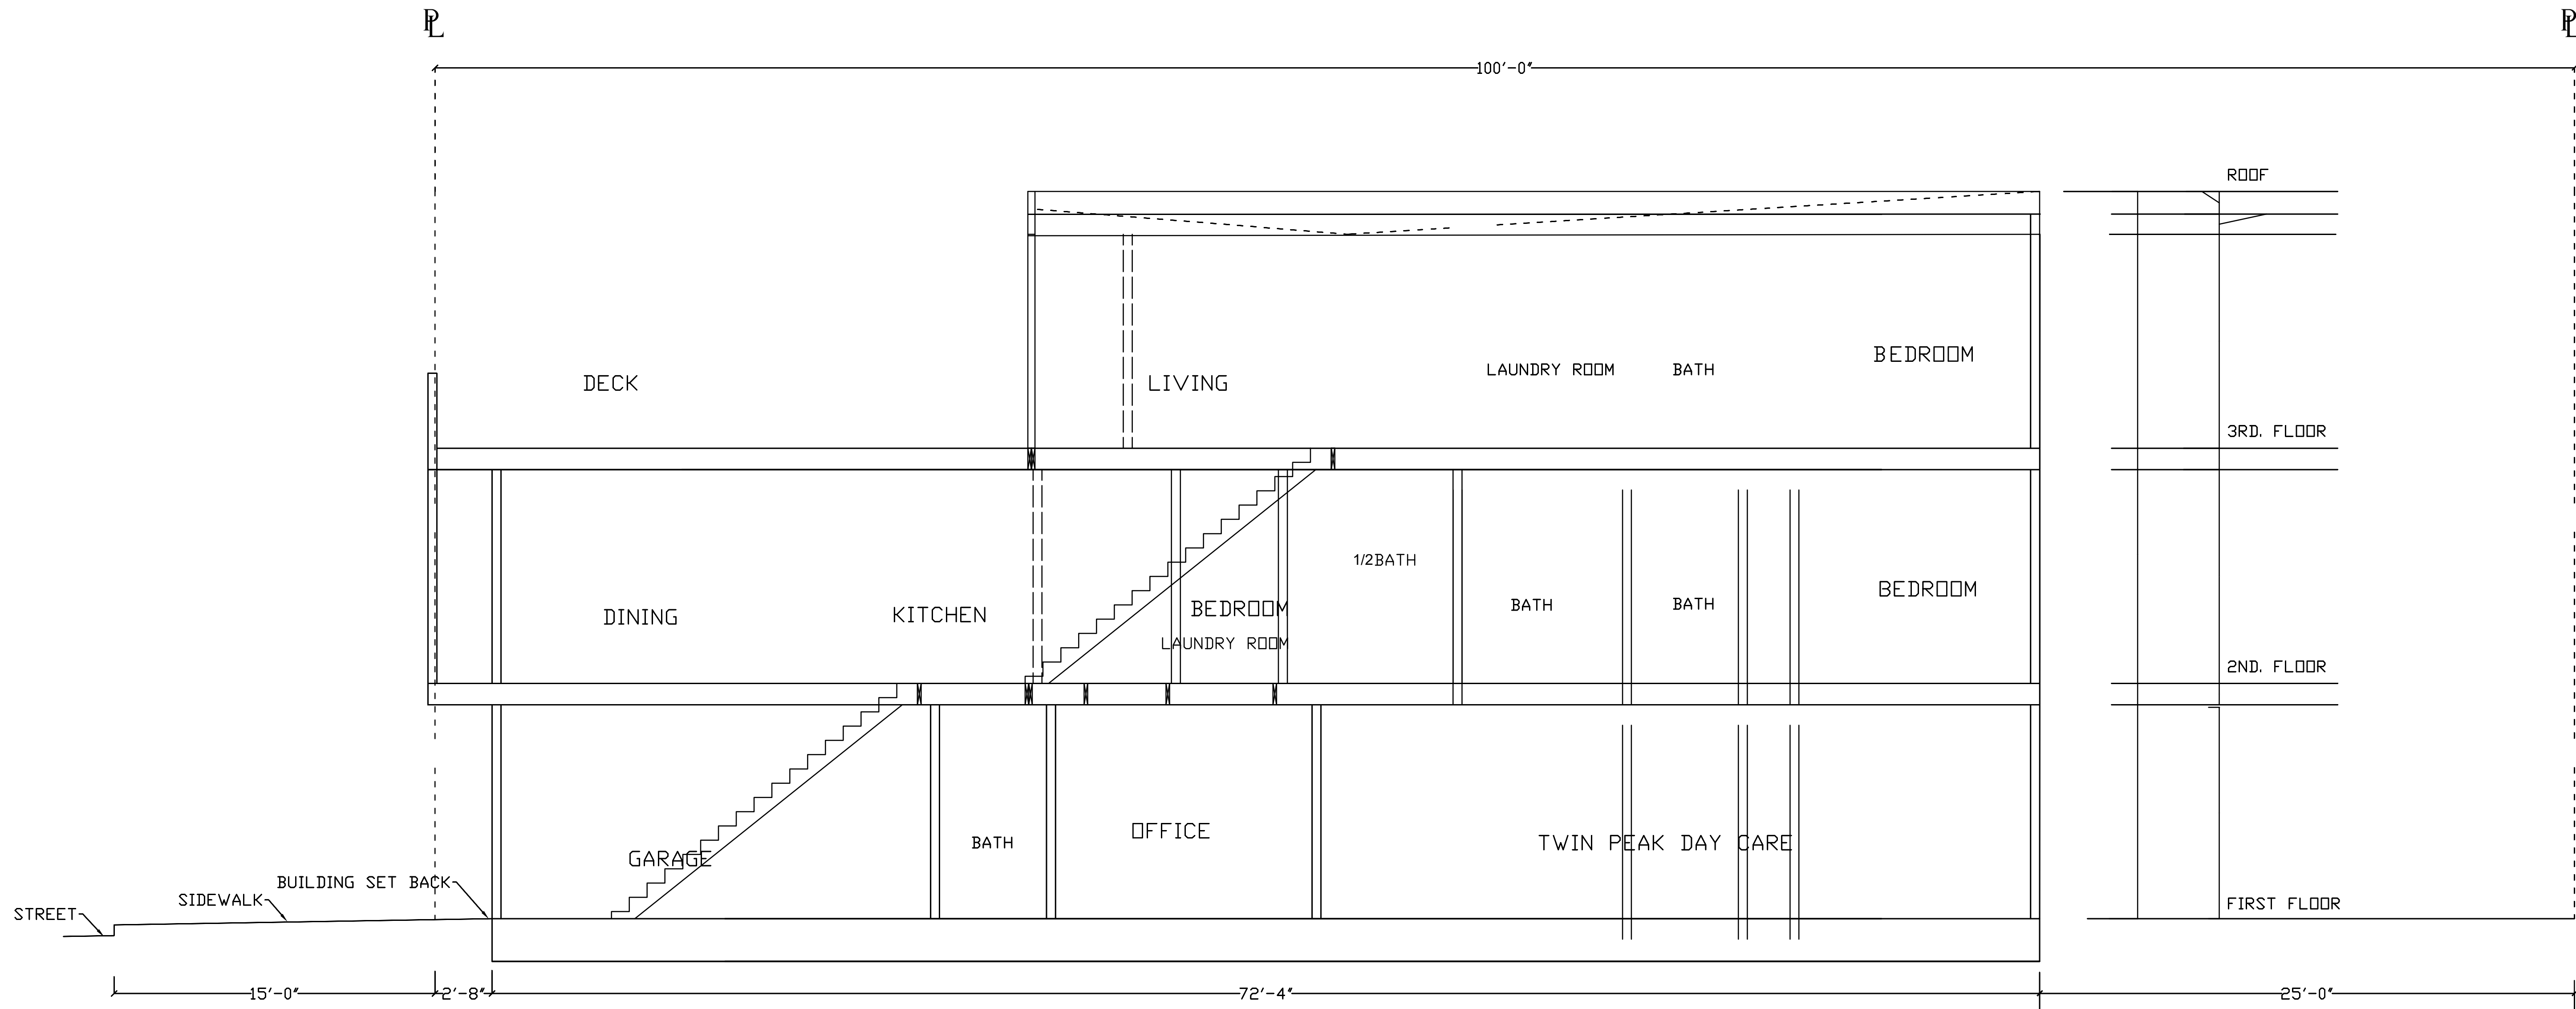 PL
PL
100'-0"
ROOF
BEDROOM
LAUNDRY ROOM
BATH
DECK
LIVING
3RD. FLOOR
1/2BATH
BEDROOM
BATH
BATH
BEDROOM
DINING
KITCHEN
LAUNDRY ROOM
2ND. FLOOR
OFFICE
BATH
TWIN PEAK DAY CARE
GARAGE
BUILDING SET BACK
SIDEWALK
STREET
FIRST FLOOR
15'-0"
2'-8"
72'-4"
25'-0"